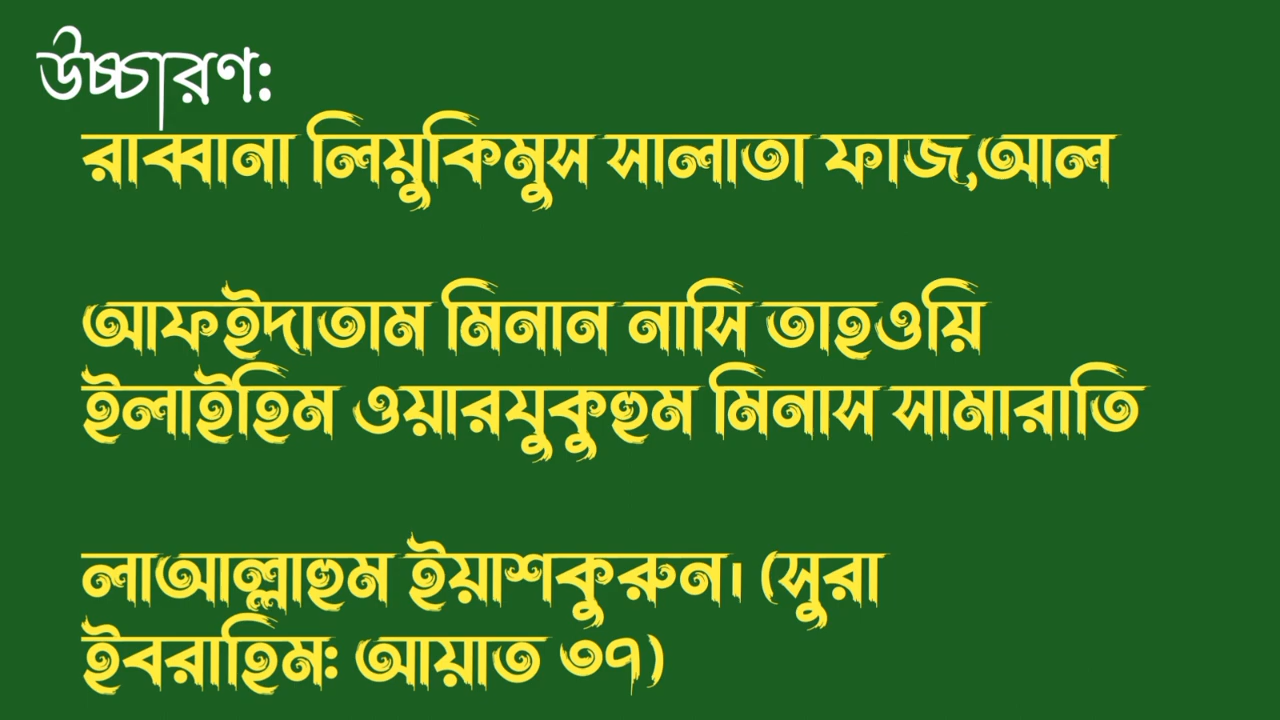 উচ্চারণ:
রাব্বানা লিয়ুকিমুস সালাতা ফাজ,আল
আফইদাতাম মিনান নাসি তাহওয়ি
ইলাইহিম ওয়ারযুকুহুম মিনাস সামারাতি
লাআল্লাহুম ইয়াশকুরুন। (সুরা
ইবরাহিম: আয়াত ৩৭)